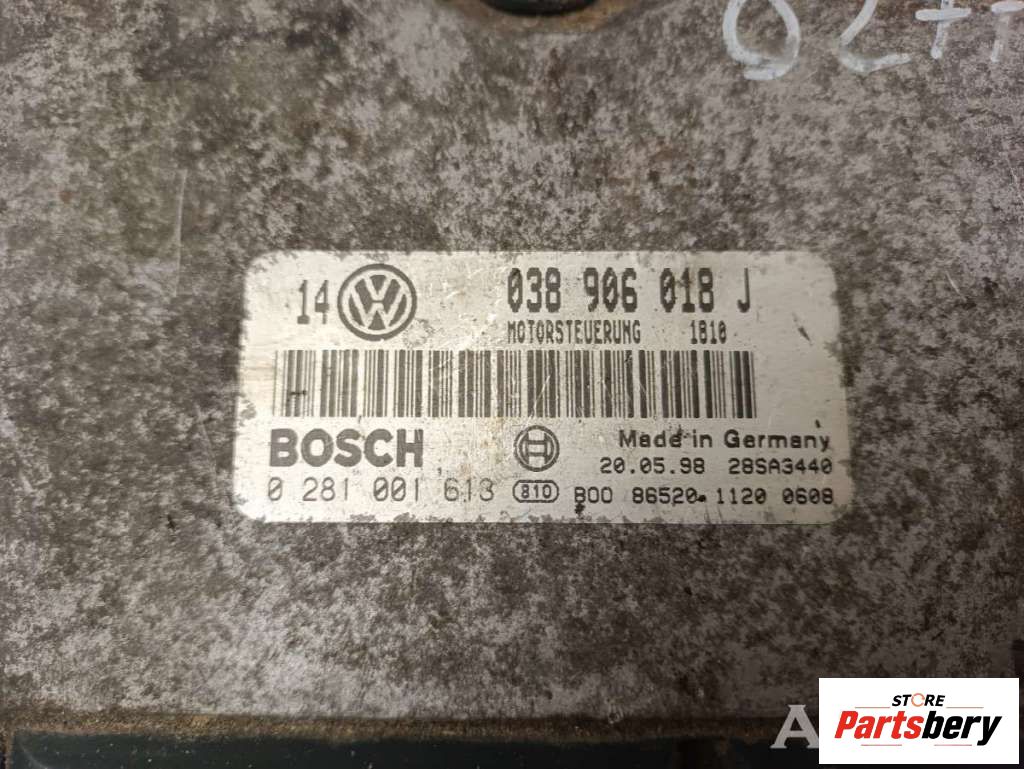 14 038 906 018 J
MOTORSTEUERUNG 1810
BOSCH Made in Germany
20.05.98 28SA3440
0 281 001 613 810 B00 86520 1120 0608
STORE
Partsbery